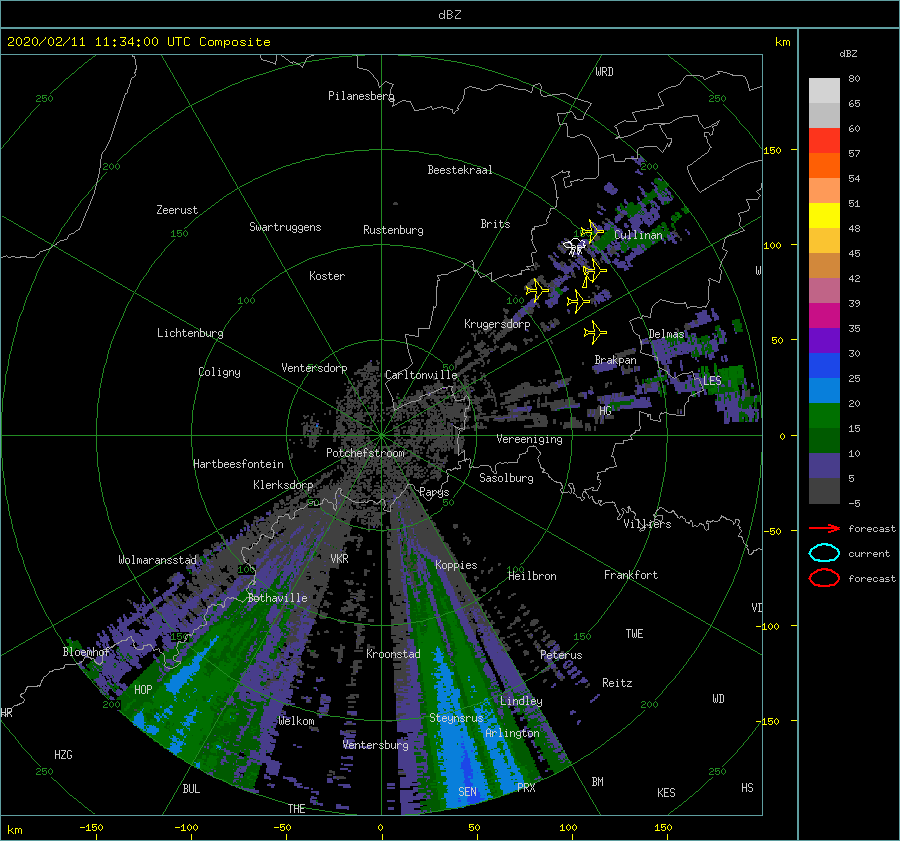 dBZ
2020/02/11 11:34:00 UTC Composite
km
dBZ
WRD
80
250
Pilanesberg
250
65
60
150
57
200
Beestekraal
200
54
Zeerust
51
Swartruggens
Rustenburg
Brits
150
Cullinan
48
100
45
Koster
W
42
100
100
39
Krugersdorp
35
Lichtenburg
Delmas
50
30
Ventersdorp
Carltonville
Brakpan
Coligny
LES
25
20
HG
15
Vereeniging
0
Potchefstroom
10
Hartbeesfontein
Sasolburg
5
Klerksdorp
Parys
-5
50
50
Villiers
forecast
-50
Wolmaransstad
VKR
current
100
Koppies
100
Heilbron
Frankfort
forecast
Bothaville
VD
-100
150
150
TWE
Bloemhof
Kroonstad
Peterus
HOP
Reitz
Lindley
WD
200
200
HR
Welkom
Steynsrus
-150
Arlington
Ventersburg
HZG
250
250
BUL
SEN
PRX
BM
KES
HS
THE
km
-150
-100
-50
0
50
100
150